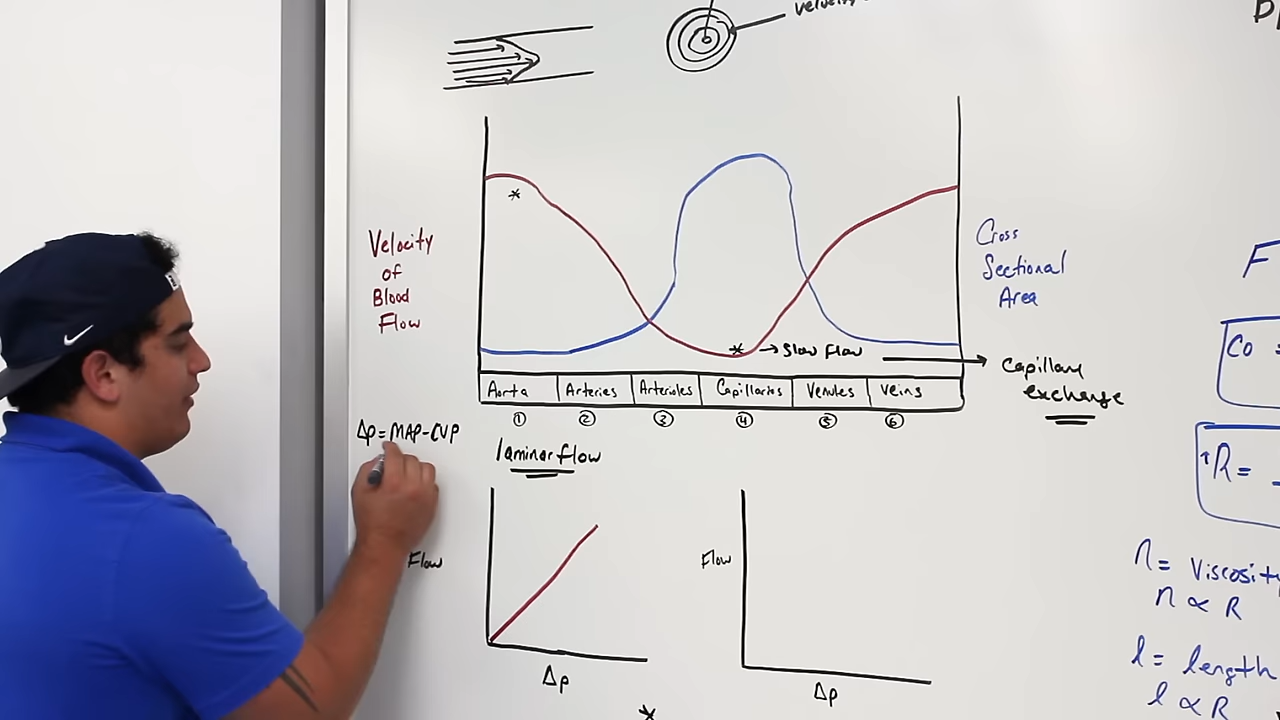 velocity
Velocity
of
Blood
Flow
Cross
Sectional
Area
* → Slow Flow
Capillary
exchange
Aorta Arteries Arterioles Capillaries Venules Veins
① ② ③ ④ ⑤ ⑥
Δp=MAP-CVP
laminar flow
Flow
Δp
Flow
Δp
*
F
CO =
↑R=
η= Viscosity
η ∝ R
l= length
l ∝ R